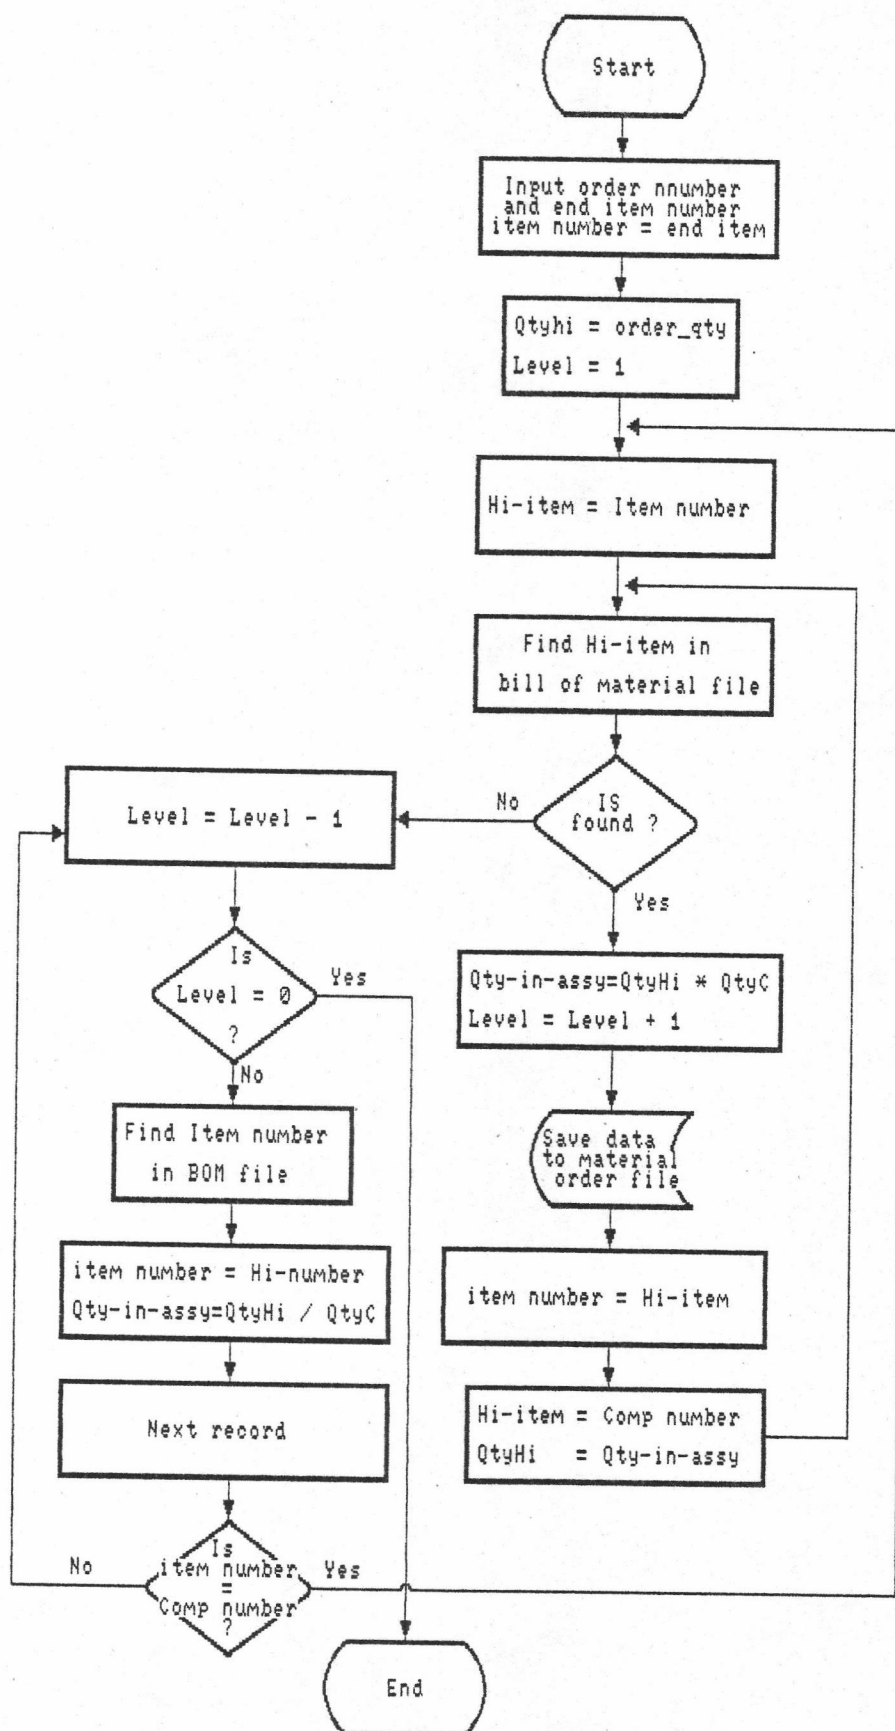 Start
Input order nnumber
and end item number
item number = end item
Qtyhi = order_qty
Level = 1
Hi-item = Item number
Find Hi-item in
bill of material file
IS
found ?
No
Yes
Level = Level - 1
Is
Level = 0
?
Yes
No
Qty-in-assy=QtyHi * QtyC
Level = Level + 1
Save data
to material
order file
item number = Hi-item
Hi-item = Comp number
QtyHi = Qty-in-assy
Find Item number
in BOM file
item number = Hi-number
Qty-in-assy=QtyHi / QtyC
Next record
Is
item number
=
Comp number
?
No
Yes
End